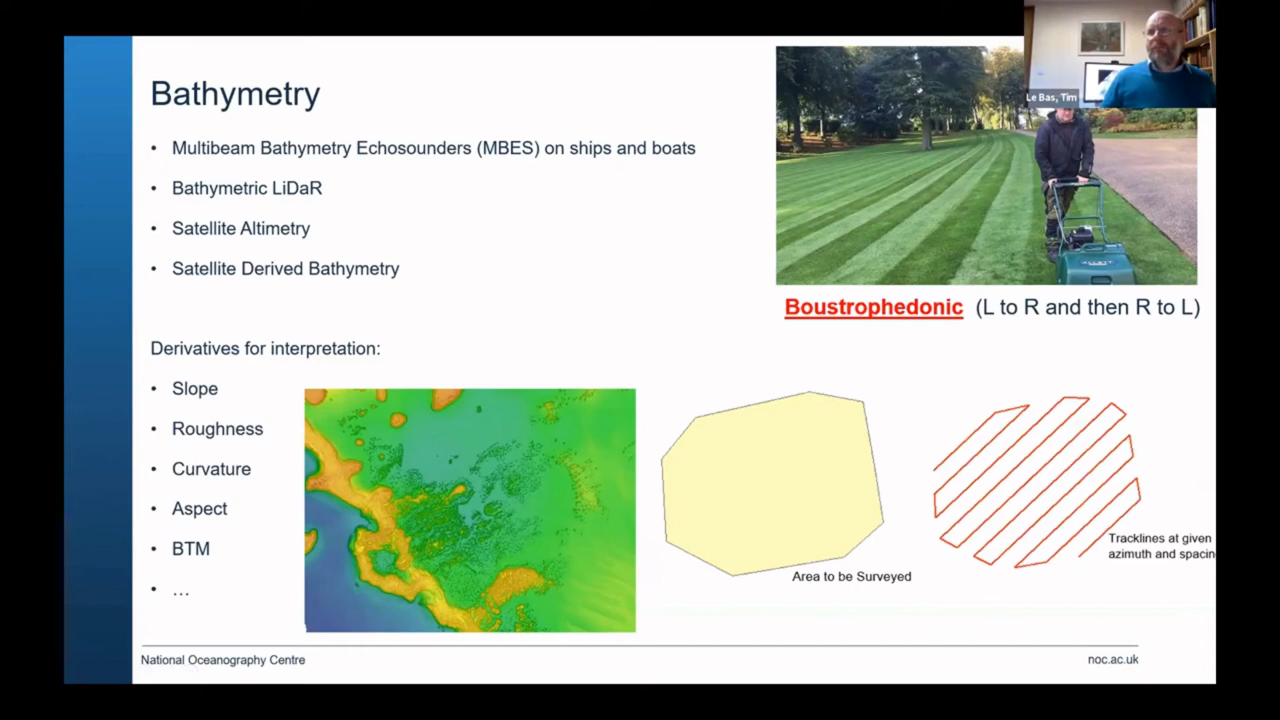 Le Bas, Tim
Bathymetry
• Multibeam Bathymetry Echosounders (MBES) on ships and boats
• Bathymetric LiDaR
• Satellite Altimetry
• Satellite Derived Bathymetry
Boustrophedonic (L to R and then R to L)
Derivatives for interpretation:
• Slope
• Roughness
• Curvature
• Aspect
• BTM
• …
Area to be Surveyed
Tracklines at given
azimuth and spacin
National Oceanography Centre
noc.ac.uk